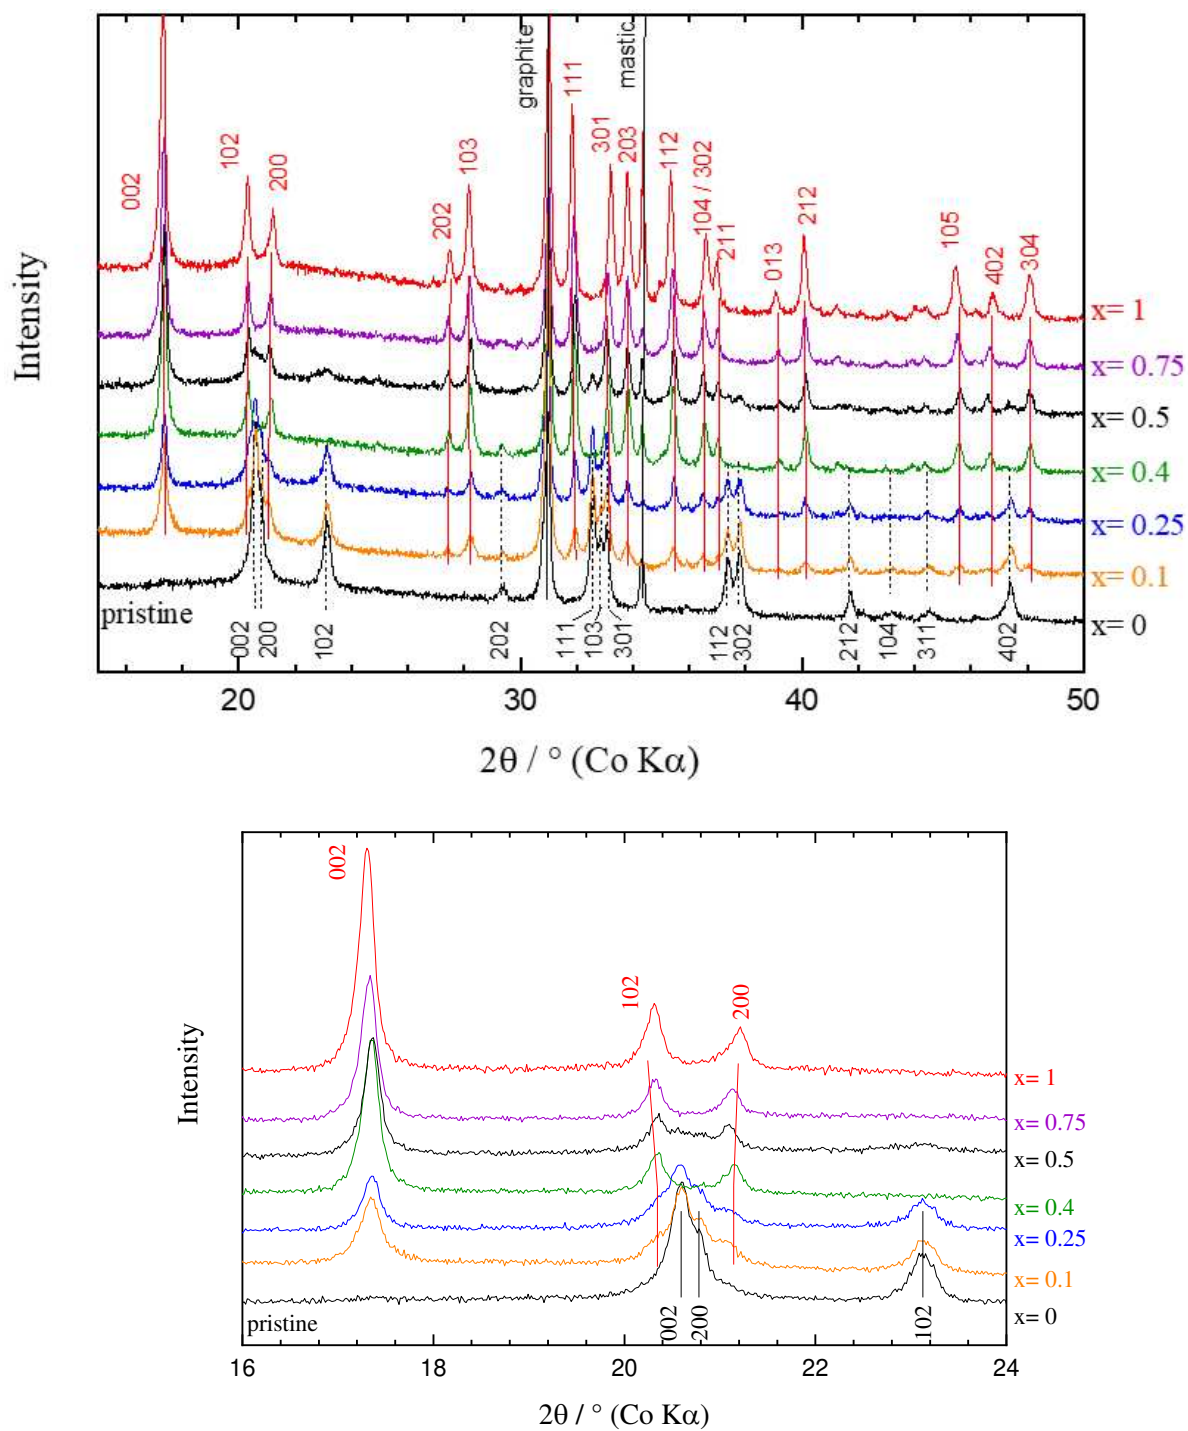 graphite
mastic.
111
301
203
102
103
112
104 / 302
002
200
202
211
212
013
105
402
304
Intensity
x= 1
x= 0.75
x= 0.5
x= 0.4
x= 0.25
x= 0.1
x= 0
pristine
002
200
102
202
111
103
301
112
302
212
104
311
402
20
30
40
50
2θ / ° (Co Kα)
002
102
200
Intensity
x= 1
x= 0.75
x= 0.5
x= 0.4
x= 0.25
x= 0.1
x= 0
pristine
002
200
102
16
18
20
22
24
2θ / ° (Co Kα)